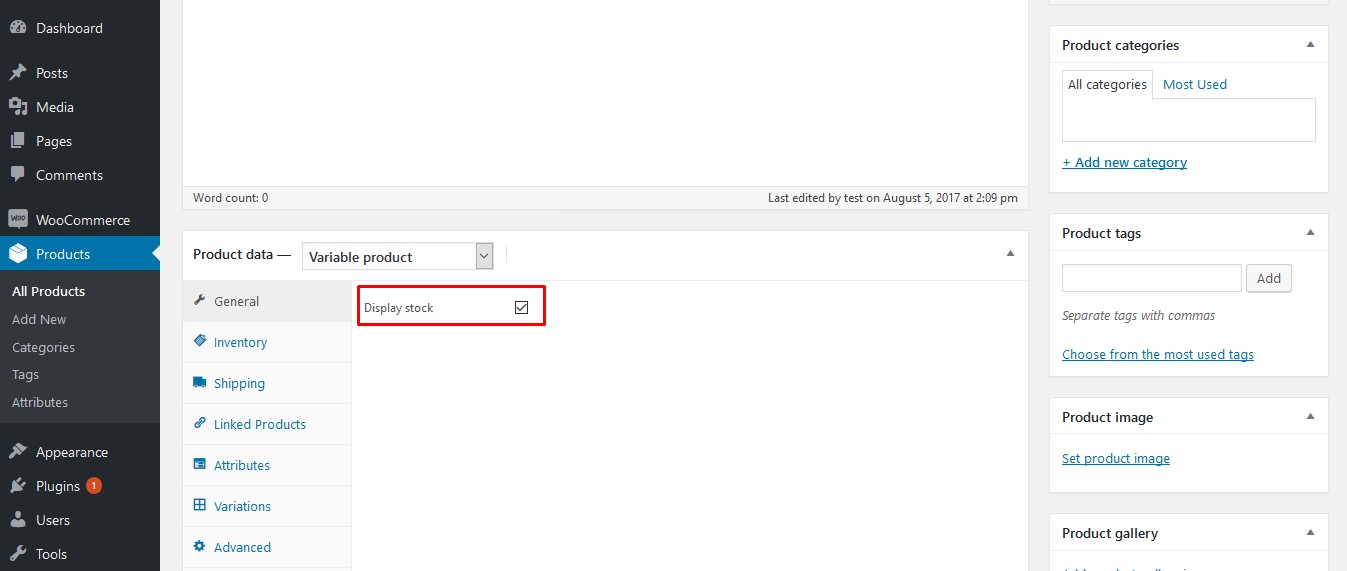 Dashboard
Posts
Media
Pages
Comments
WOO WooCommerce
Products
All Products
Add New
Categories
Tags
Attributes
Appearance
Plugins 1
Users
Tools
Word count: 0 Last edited by test on August 5, 2017 at 2:09 pm
Product data — Variable product
General
Inventory
Shipping
Linked Products
Attributes
Variations
Advanced
Display stock
Product categories
All categories Most Used
+ Add new category
Product tags
Add
Separate tags with commas
Choose from the most used tags
Product image
Set product image
Product gallery